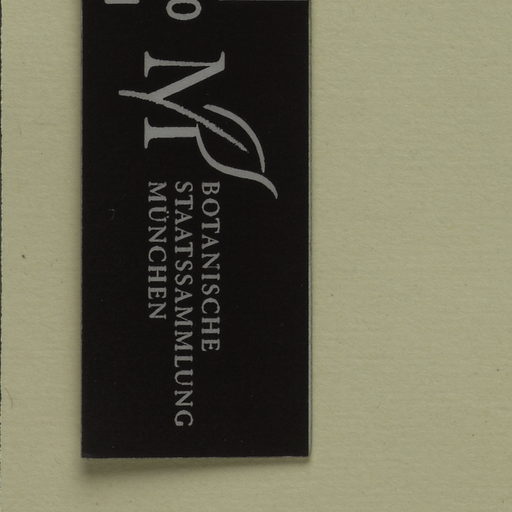 M
BOTANISCHE
STAATSSAMMLUNG
MÜNCHEN